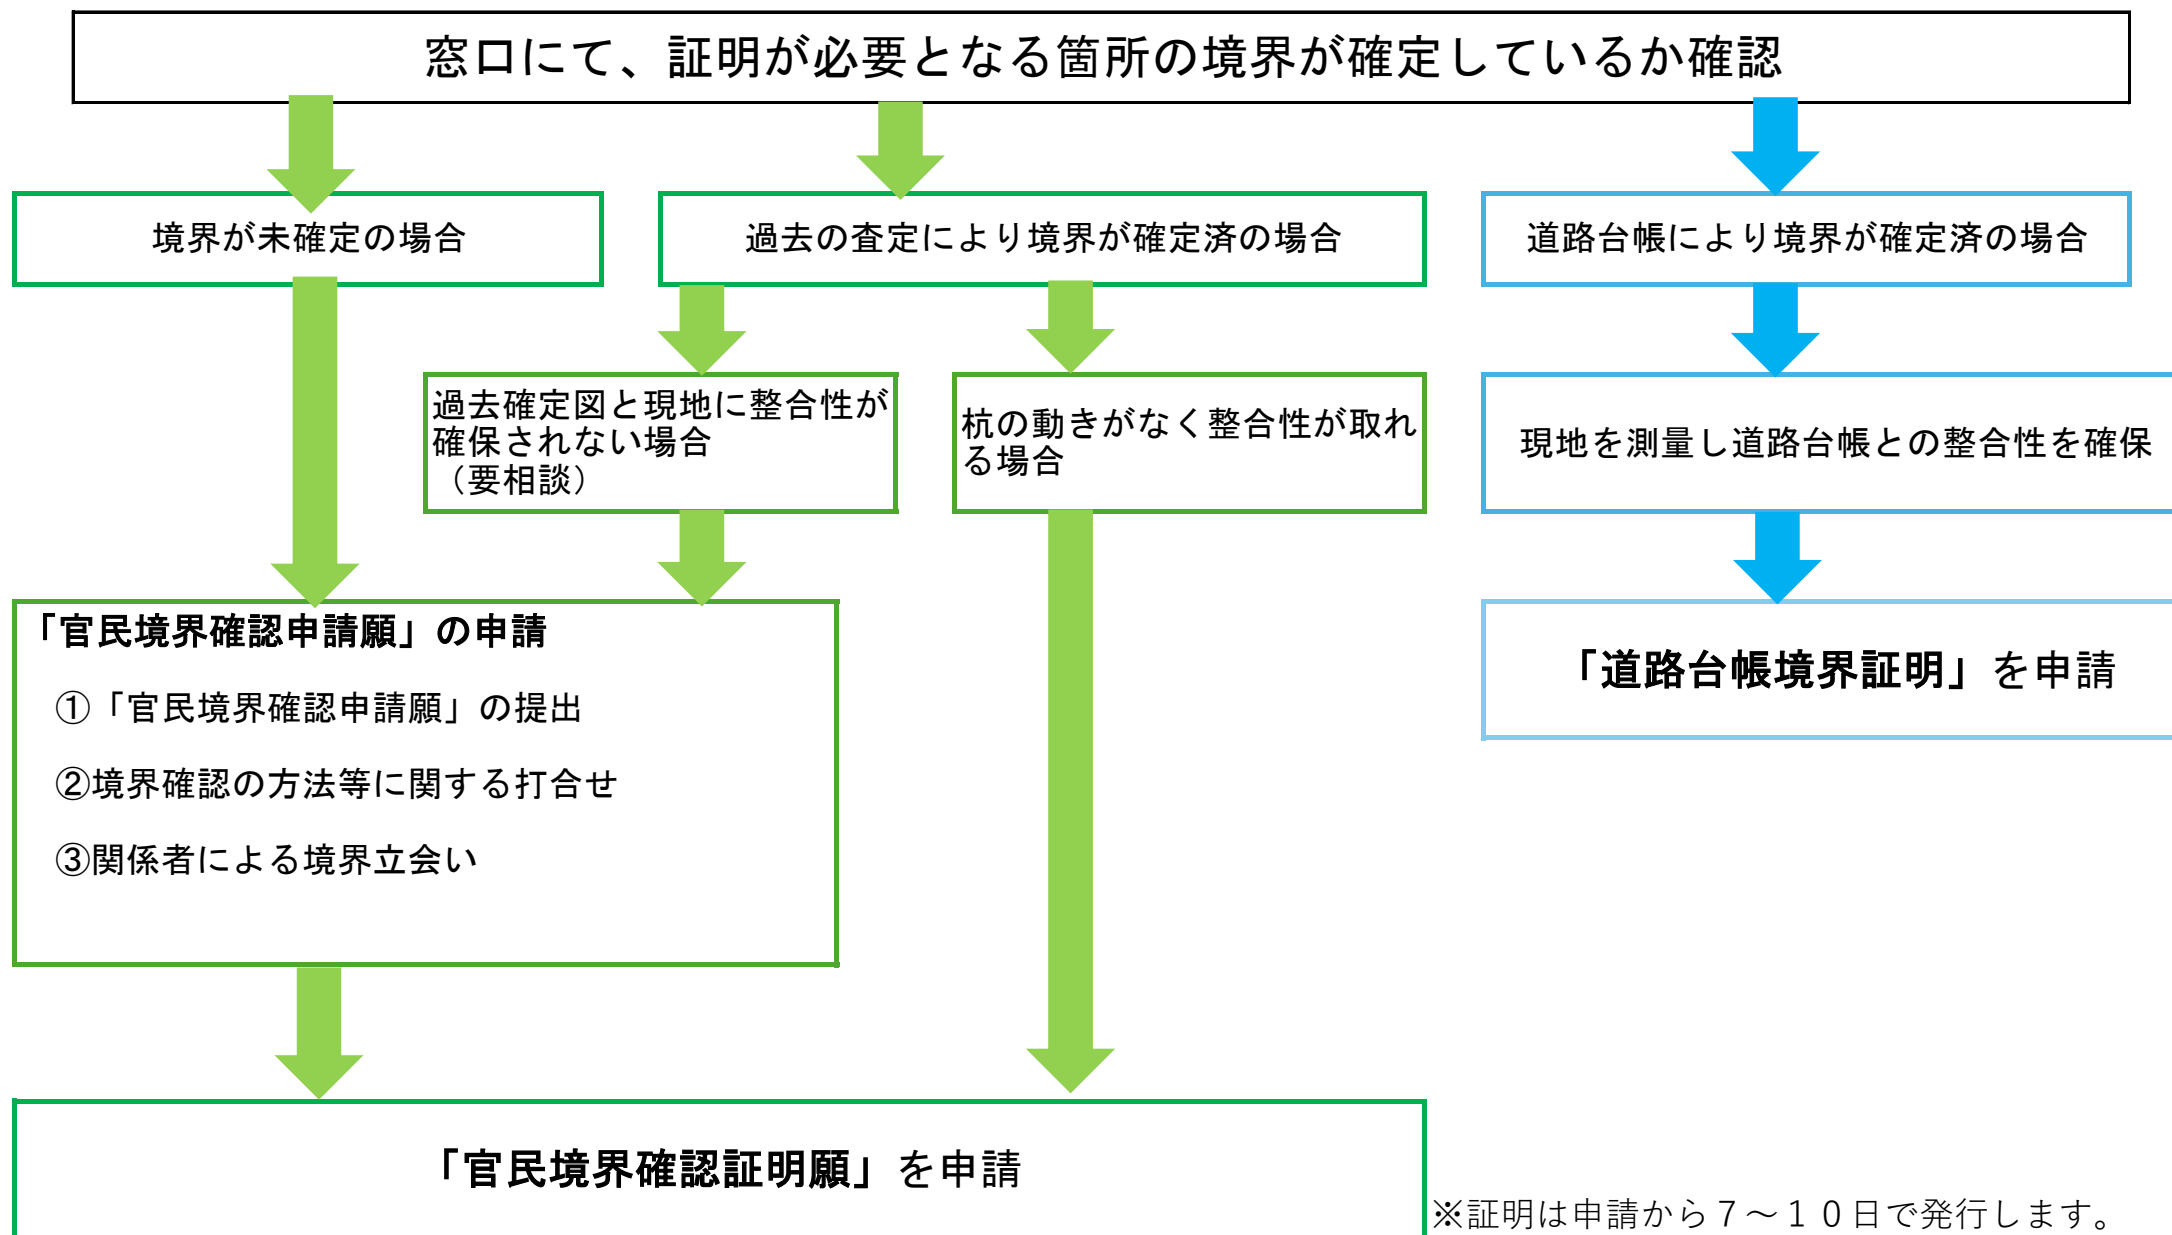 窓口にて、証明が必要となる箇所の境界が確定しているか確認
境界が未確定の場合
過去の査定により境界が確定済の場合
道路台帳により境界が確定済の場合
過去確定図と現地に整合性が
確保されない場合
（要相談）
杭の動きがなく整合性が取れ
る場合
現地を測量し道路台帳との整合性を確保
「官民境界確認申請願」の申請
①「官民境界確認申請願」の提出
②境界確認の方法等に関する打合せ
③関係者による境界立会い
「道路台帳境界証明」を申請
「官民境界確認証明願」を申請
※証明は申請から７～１０日で発行します。